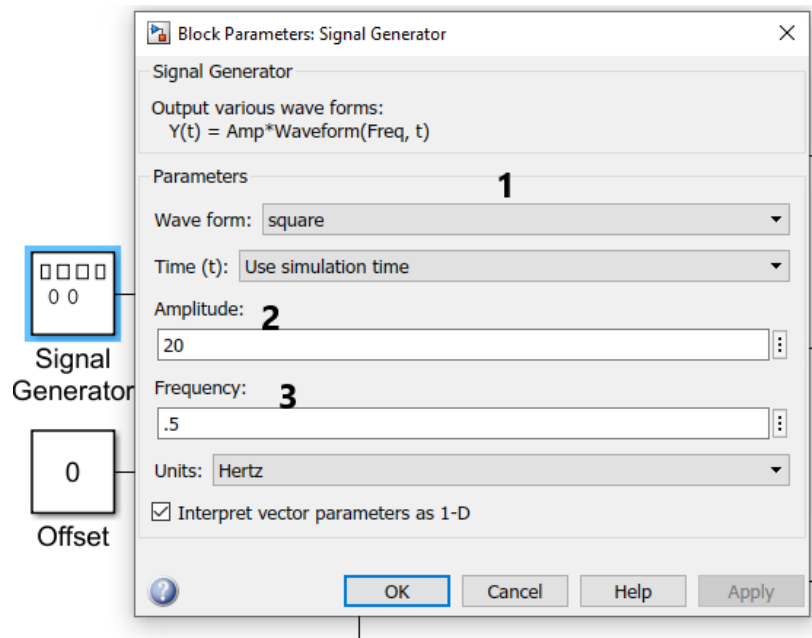 Block Parameters: Signal Generator
Signal Generator
Output various wave forms:
Y(t) = Amp*Waveform(Freq, t)
Parameters
1
Wave form: square
Time (t): Use simulation time
Amplitude:
2
20
Frequency:
3
.5
Units: Hertz
Interpret vector parameters as 1-D
OK Cancel Help Apply
Signal
Generator
0
Offset